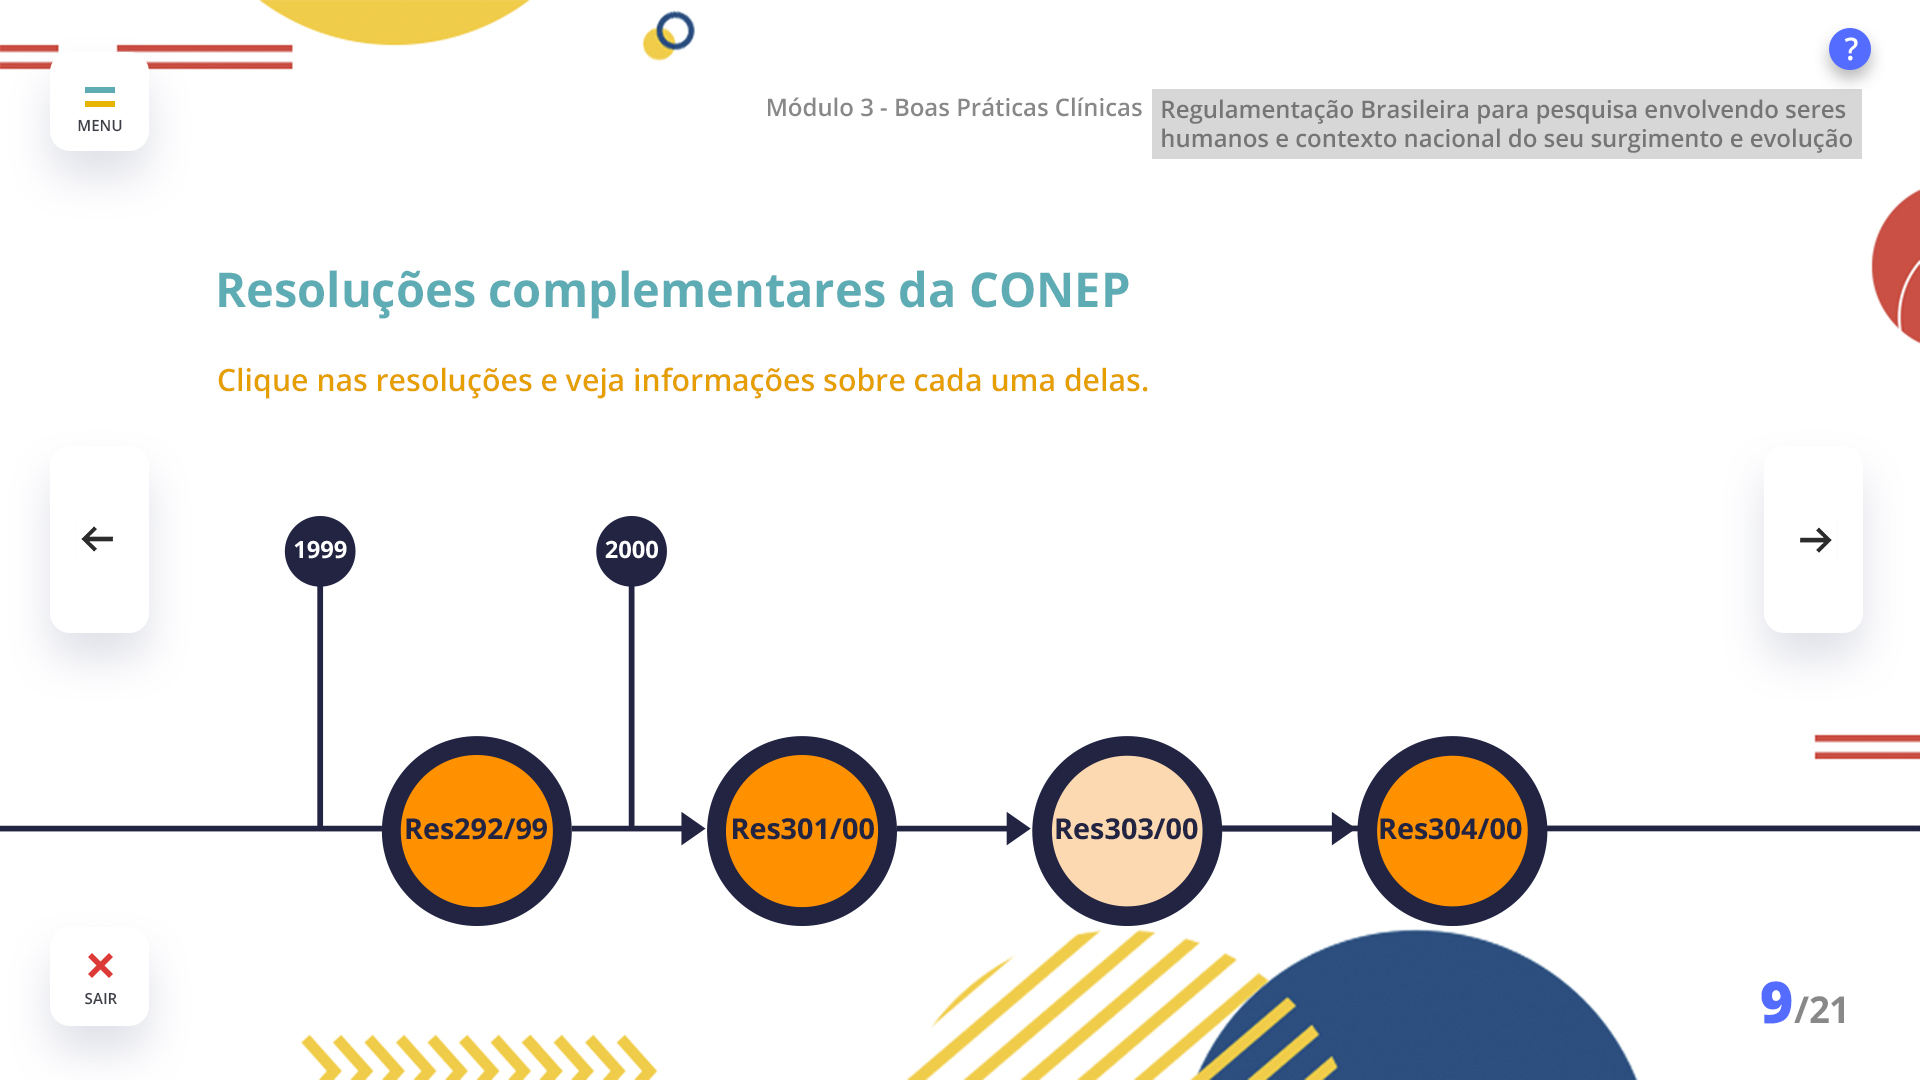 ?
MENU
Módulo 3 - Boas Práticas Clínicas
Regulamentação Brasileira para pesquisa envolvendo seres
humanos e contexto nacional do seu surgimento e evolução
Resoluções complementares da CONEP
Clique nas resoluções e veja informações sobre cada uma delas.
1999
2000
Res292/99
Res301/00
Res303/00
Res304/00
SAIR
9/21